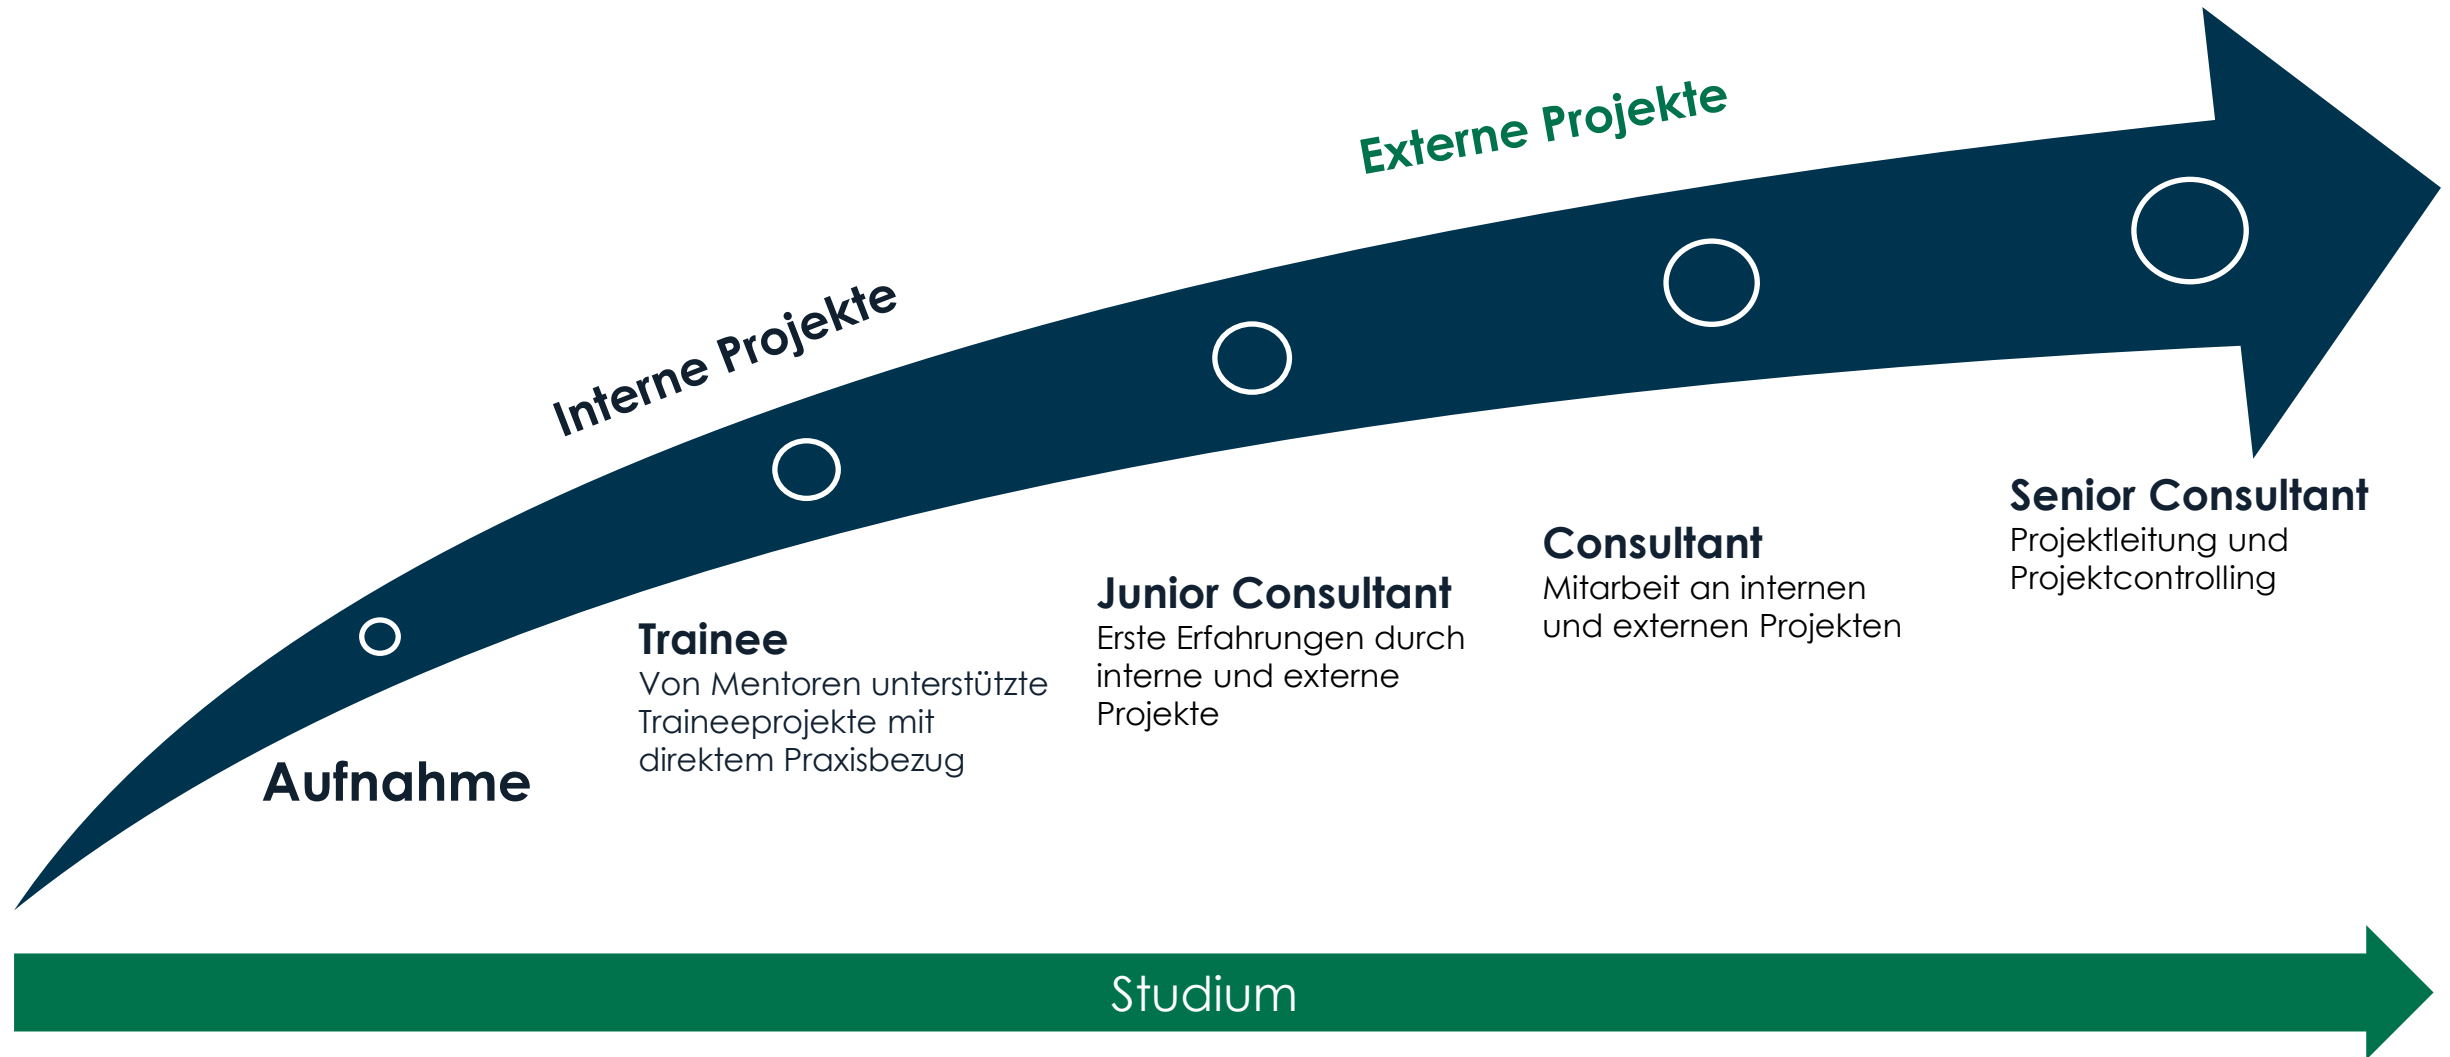 Externe Projekte
Interne Projekte
Aufnahme
Trainee
Von Mentoren unterstützte
Traineeprojekte mit
direktem Praxisbezug
Junior Consultant
Erste Erfahrungen durch
interne und externe
Projekte
Consultant
Mitarbeit an internen
und externen Projekten
Senior Consultant
Projektleitung und
Projektcontrolling
Studium